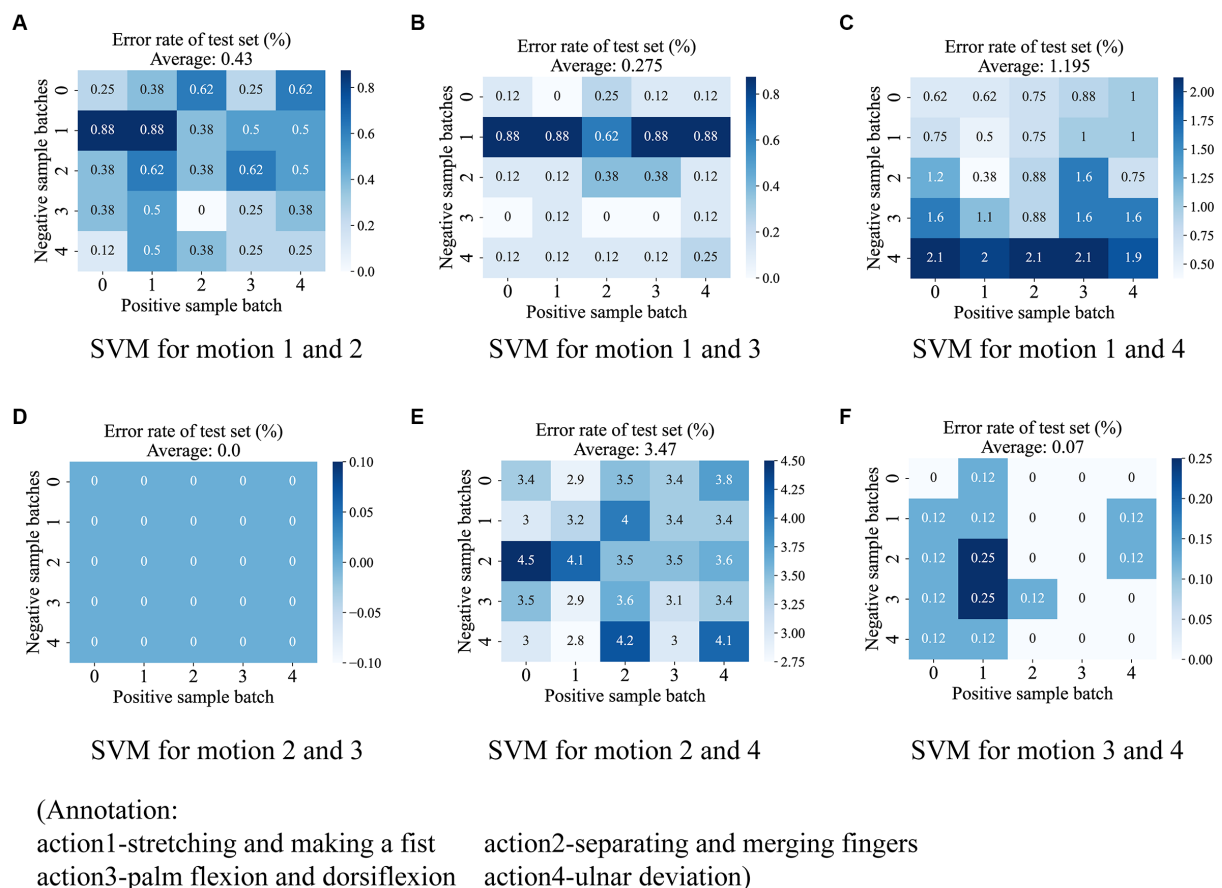 A
Error rate of test set (%)
Average: 0.43
Negative sample batches
0 0.25 0.38 0.62 0.25 0.62
1 0.88 0.88 0.38 0.5 0.5
2 0.38 0.62 0.38 0.62 0.5
3 0.38 0.5 0 0.25 0.38
4 0.12 0.5 0.38 0.25 0.25
0 1 2 3 4
Positive sample batch
0.8
0.6
0.4
0.2
0.0
SVM for motion 1 and 2
B
Error rate of test set (%)
Average: 0.275
Negative sample batches
0 0.12 0 0.25 0.12 0.12
1 0.88 0.88 0.62 0.88 0.88
2 0.12 0.12 0.38 0.38 0.12
3 0 0.12 0 0 0.12
4 0.12 0.12 0.12 0.12 0.25
0 1 2 3 4
Positive sample batch
0.8
0.6
0.4
0.2
0.0
SVM for motion 1 and 3
C
Error rate of test set (%)
Average: 1.195
Negative sample batches
0 0.62 0.62 0.75 0.88 1
1 0.75 0.5 0.75 1 1
2 1.2 0.38 0.88 1.6 0.75
3 1.6 1.1 0.88 1.6 1.6
4 2.1 2 2.1 2.1 1.9
0 1 2 3 4
Positive sample batch
2.00
1.75
1.50
1.25
1.00
0.75
0.50
SVM for motion 1 and 4
D
Error rate of test set (%)
Average: 0.0
Negative sample batches
0 0 0 0 0 0
1 0 0 0 0 0
2 0 0 0 0 0
3 0 0 0 0 0
4 0 0 0 0 0
0 1 2 3 4
Positive sample batch
0.10
0.05
0.00
−0.05
−0.10
SVM for motion 2 and 3
E
Error rate of test set (%)
Average: 3.47
Negative sample batches
0 3.4 2.9 3.5 3.4 3.8
1 3 3.2 4 3.4 3.4
2 4.5 4.1 3.5 3.5 3.6
3 3.5 2.9 3.6 3.1 3.4
4 3 2.8 4.2 3 4.1
0 1 2 3 4
Positive sample batch
4.50
4.25
4.00
3.75
3.50
3.25
3.00
2.75
SVM for motion 2 and 4
F
Error rate of test set (%)
Average: 0.07
Negative sample batches
0 0 0.12 0 0 0
1 0.12 0.12 0 0 0.12
2 0.12 0.25 0 0 0.12
3 0.12 0.25 0.12 0 0
4 0.12 0.12 0 0 0
0 1 2 3 4
Positive sample batch
0.25
0.20
0.15
0.10
0.05
0.00
SVM for motion 3 and 4
(Annotation:
action1-stretching and making a fist action2-separating and merging fingers
action3-palm flexion and dorsiflexion action4-ulnar deviation)